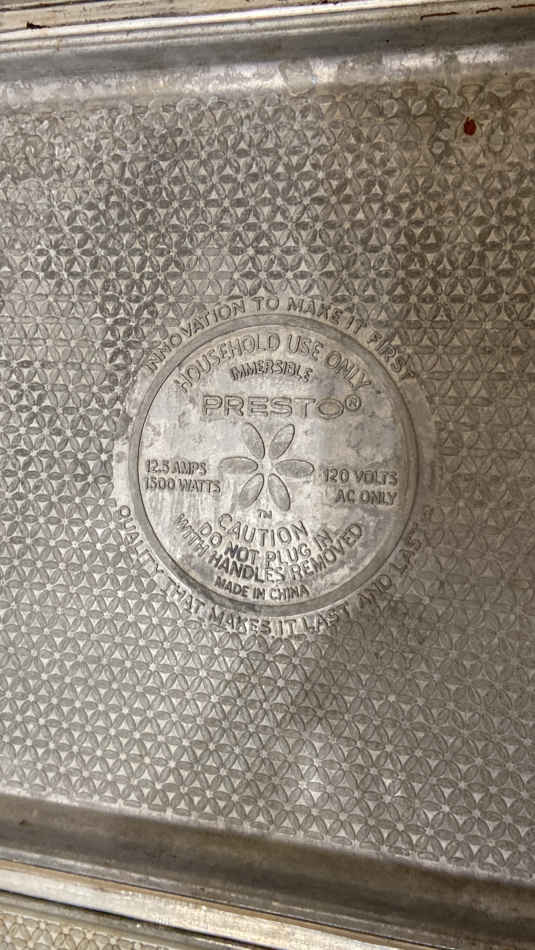 INNOVATION TO MAKE IT FIRST
HOUSEHOLD USE ONLY
IMMERSIBLE
PRESTO®
12.5 AMPS
1500 WATTS
120 VOLTS
AC ONLY
TM
CAUTION
DO NOT PLUG IN
WITH HANDLES REMOVED
MADE IN CHINA
QUALITY THAT MAKES IT LAST AND LAST